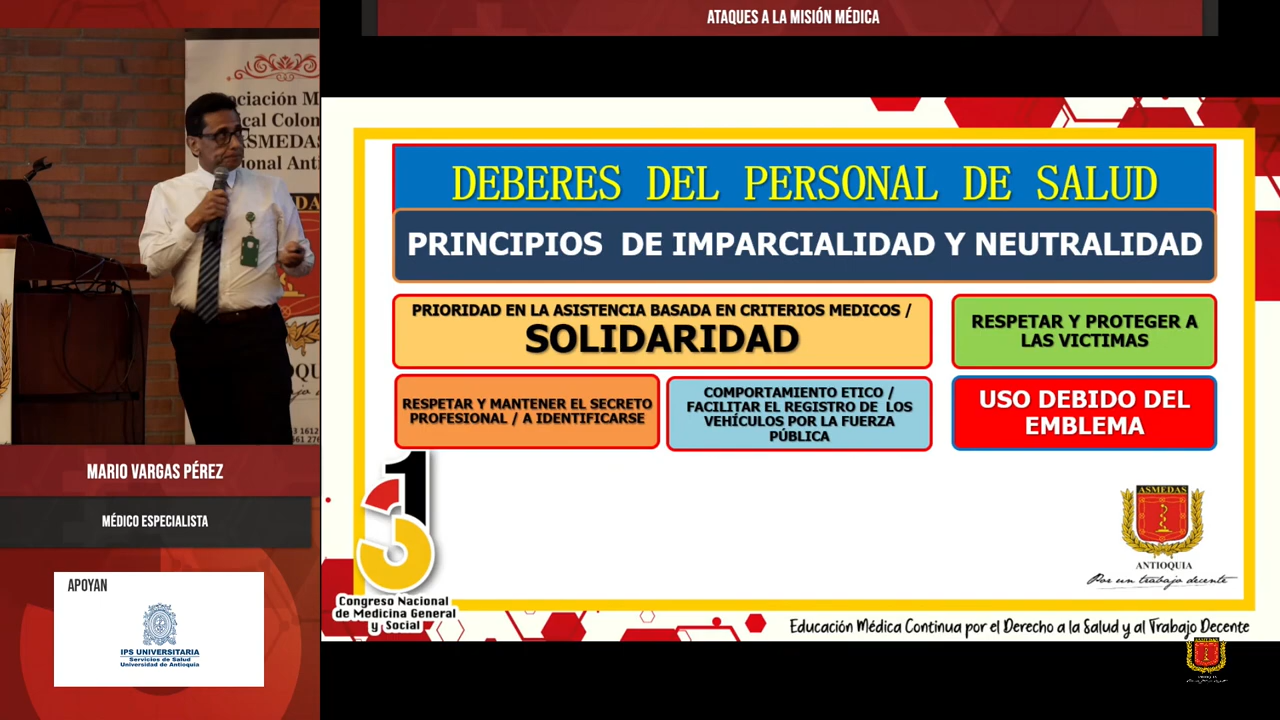 ATAQUES A LA MISIÓN MÉDICA
DEBERES DEL PERSONAL DE SALUD
PRINCIPIOS DE IMPARCIALIDAD Y NEUTRALIDAD
PRIORIDAD EN LA ASISTENCIA BASADA EN CRITERIOS MEDICOS /
SOLIDARIDAD
RESPETAR Y PROTEGER A
LAS VICTIMAS
RESPETAR Y MANTENER EL SECRETO
PROFESIONAL / A IDENTIFICARSE
COMPORTAMIENTO ETICO /
FACILITAR EL REGISTRO DE LOS
VEHÍCULOS POR LA FUERZA
PÚBLICA
USO DEBIDO DEL
EMBLEMA
ASMEDAS
ANTIOQUIA
Por un trabajo decente
Congreso Nacional
de Medicina General
y Social
Educación Médica Continua por el Derecho a la Salud y al Trabajo Decente
MARIO VARGAS PÉREZ
MÉDICO ESPECIALISTA
APOYAN
IPS UNIVERSITARIA
Servicios de Salud
Universidad de Antioquia